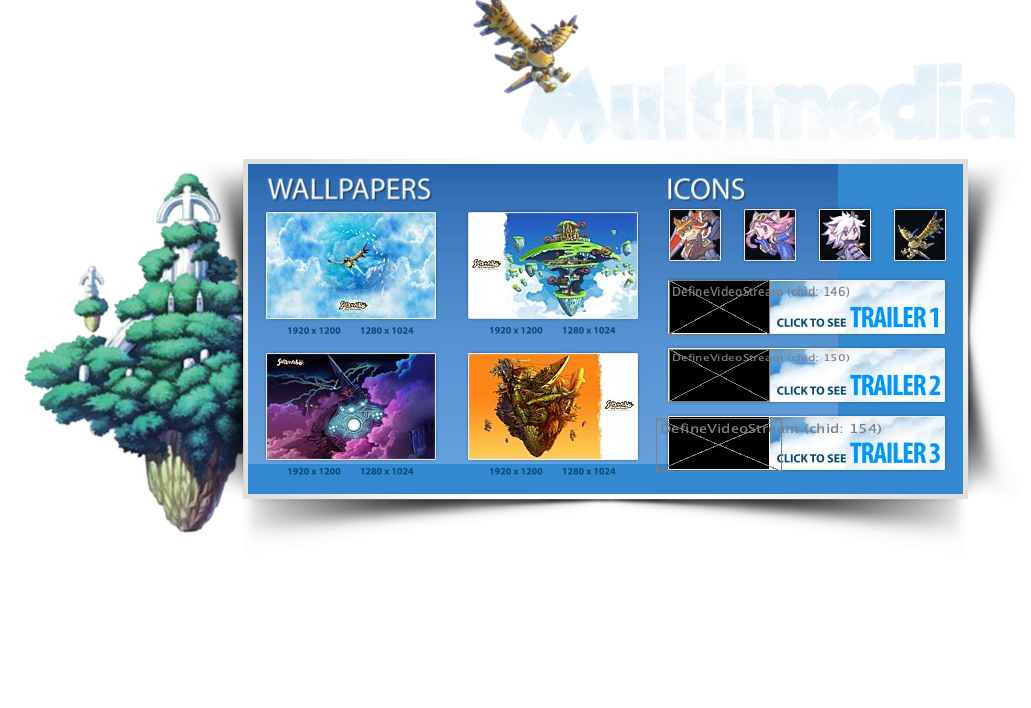 Multimedia
WALLPAPERS
ICONS
DefineVideoStream (chid: 146)
CLICK TO SEE TRAILER 1
1920 x 1200 1280 x 1024
1920 x 1200 1280 x 1024
DefineVideoStream (chid: 150)
CLICK TO SEE TRAILER 2
DefineVideoStream (chid: 154)
CLICK TO SEE TRAILER 3
1920 x 1200 1280 x 1024
1920 x 1200 1280 x 1024